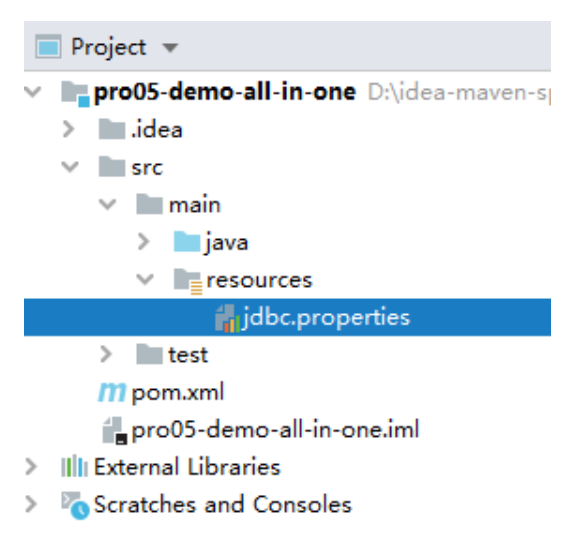 Project
pro05-demo-all-in-one D:\idea-maven-s
.idea
src
main
java
resources
jdbc.properties
test
pom.xml
pro05-demo-all-in-one.iml
External Libraries
Scratches and Consoles